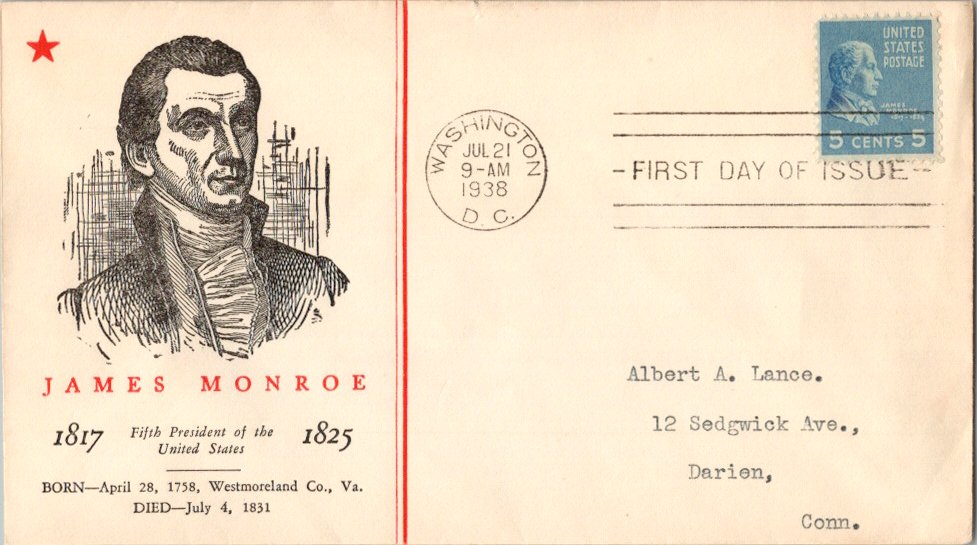 JAMES MONROE
1817 Fifth President of the United States 1825
BORN—April 28, 1758, Westmoreland Co., Va.
DIED—July 4, 1831
WASHINGTON
JUL 21
9-AM
1938
D. C.
UNITED
STATES
POSTAGE
JAMES
MONROE
5 CENTS 5
-FIRST DAY OF ISSUE-
Albert A. Lance.
12 Sedgwick Ave.,
Darien,
Conn.